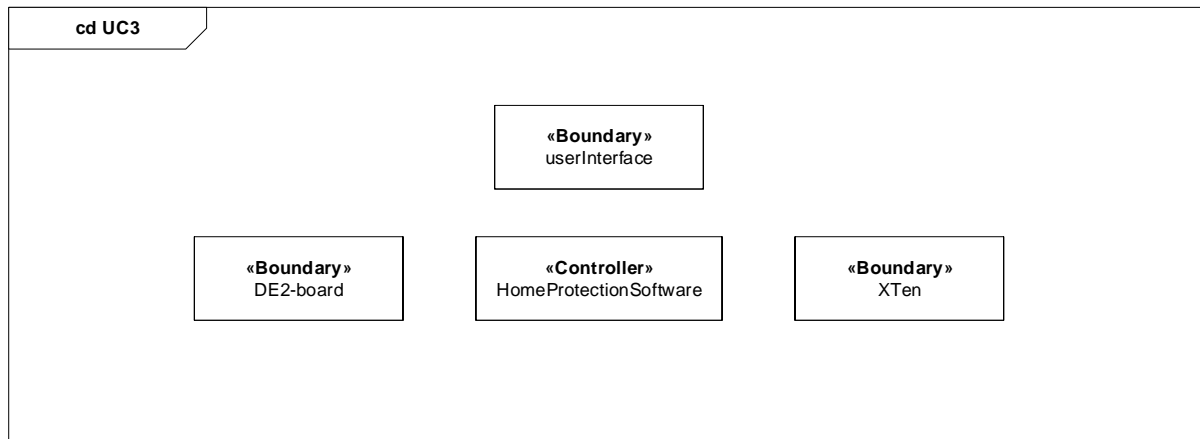 cd UC3
«Boundary»
userInterface
«Boundary»
DE2-board
«Controller»
HomeProtectionSoftware
«Boundary»
XTen